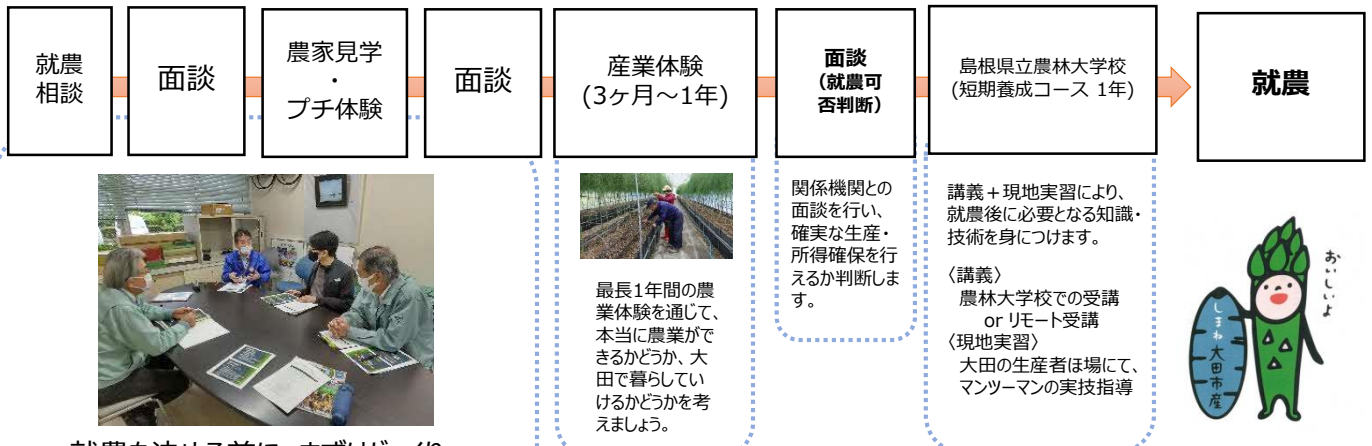 就農
相談
面談
農家見学
・
プチ体験
面談
産業体験
(3ヶ月～1年)
面談
（就農可
否判断）
島根県立農林大学校
(短期養成コース 1年)
就農
最長1年間の農
業体験を通じて、
本当に農業がで
きるかどうか、大
田で暮らしてい
けるかどうかを考
えましょう。
関係機関との
面談を行い、
確実な生産・
所得確保を行
えるか判断しま
す。
講義＋現地実習により、
就農後に必要となる知識・
技術を身につけます。
〈講義〉
農林大学校での受講
or リモート受講
〈現地実習〉
大田の生産者ほ場にて、
マンツーマンの実技指導
おいしいよ
しまね大田市産